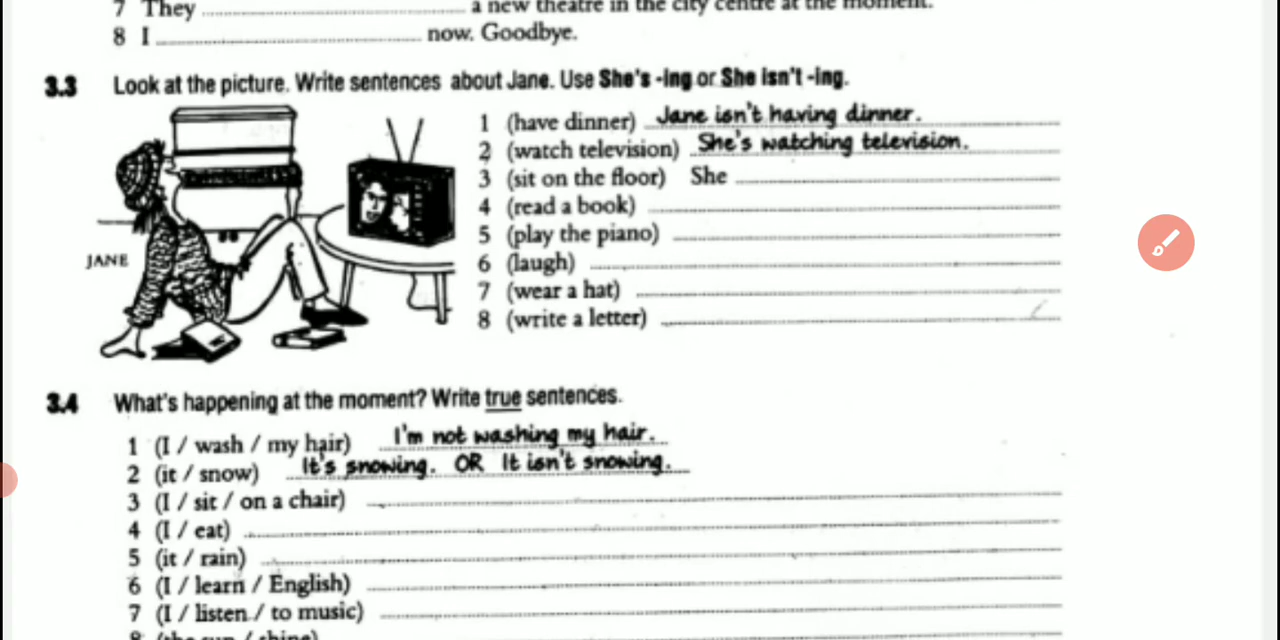 7 They ........ a new theatre in the city centre at the moment.
8 I ........ now. Goodbye.
3.3 Look at the picture. Write sentences about Jane. Use She's -ing or She isn't -ing.
JANE
1 (have dinner) Jane isn't having dinner.
2 (watch television) She's watching television.
3 (sit on the floor) She ........
4 (read a book) ........
5 (play the piano) ........
6 (laugh) ........
7 (wear a hat) ........
8 (write a letter) ........
3.4 What's happening at the moment? Write true sentences.
1 (I / wash / my hair) I'm not washing my hair.
2 (it / snow) It's snowing. OR It isn't snowing.
3 (I / sit / on a chair) ........
4 (I / eat) ........
5 (it / rain) ........
6 (I / learn / English) ........
7 (I / listen / to music) ........
8 (the sun / shine)